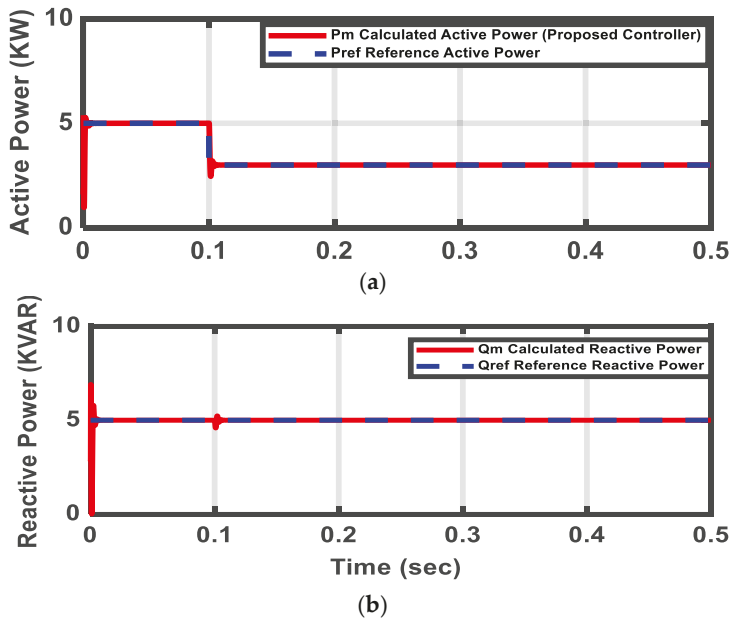 Active Power (KW)
10
5
0
Pm Calculated Active Power (Proposed Controller)
Pref Reference Active Power
0 0.1 0.2 0.3 0.4 0.5
(a)
Reactive Power (KVAR)
10
5
0
Qm Calculated Reactive Power
Qref Reference Reactive Power
0 0.1 0.2 0.3 0.4 0.5
Time (sec)
(b)